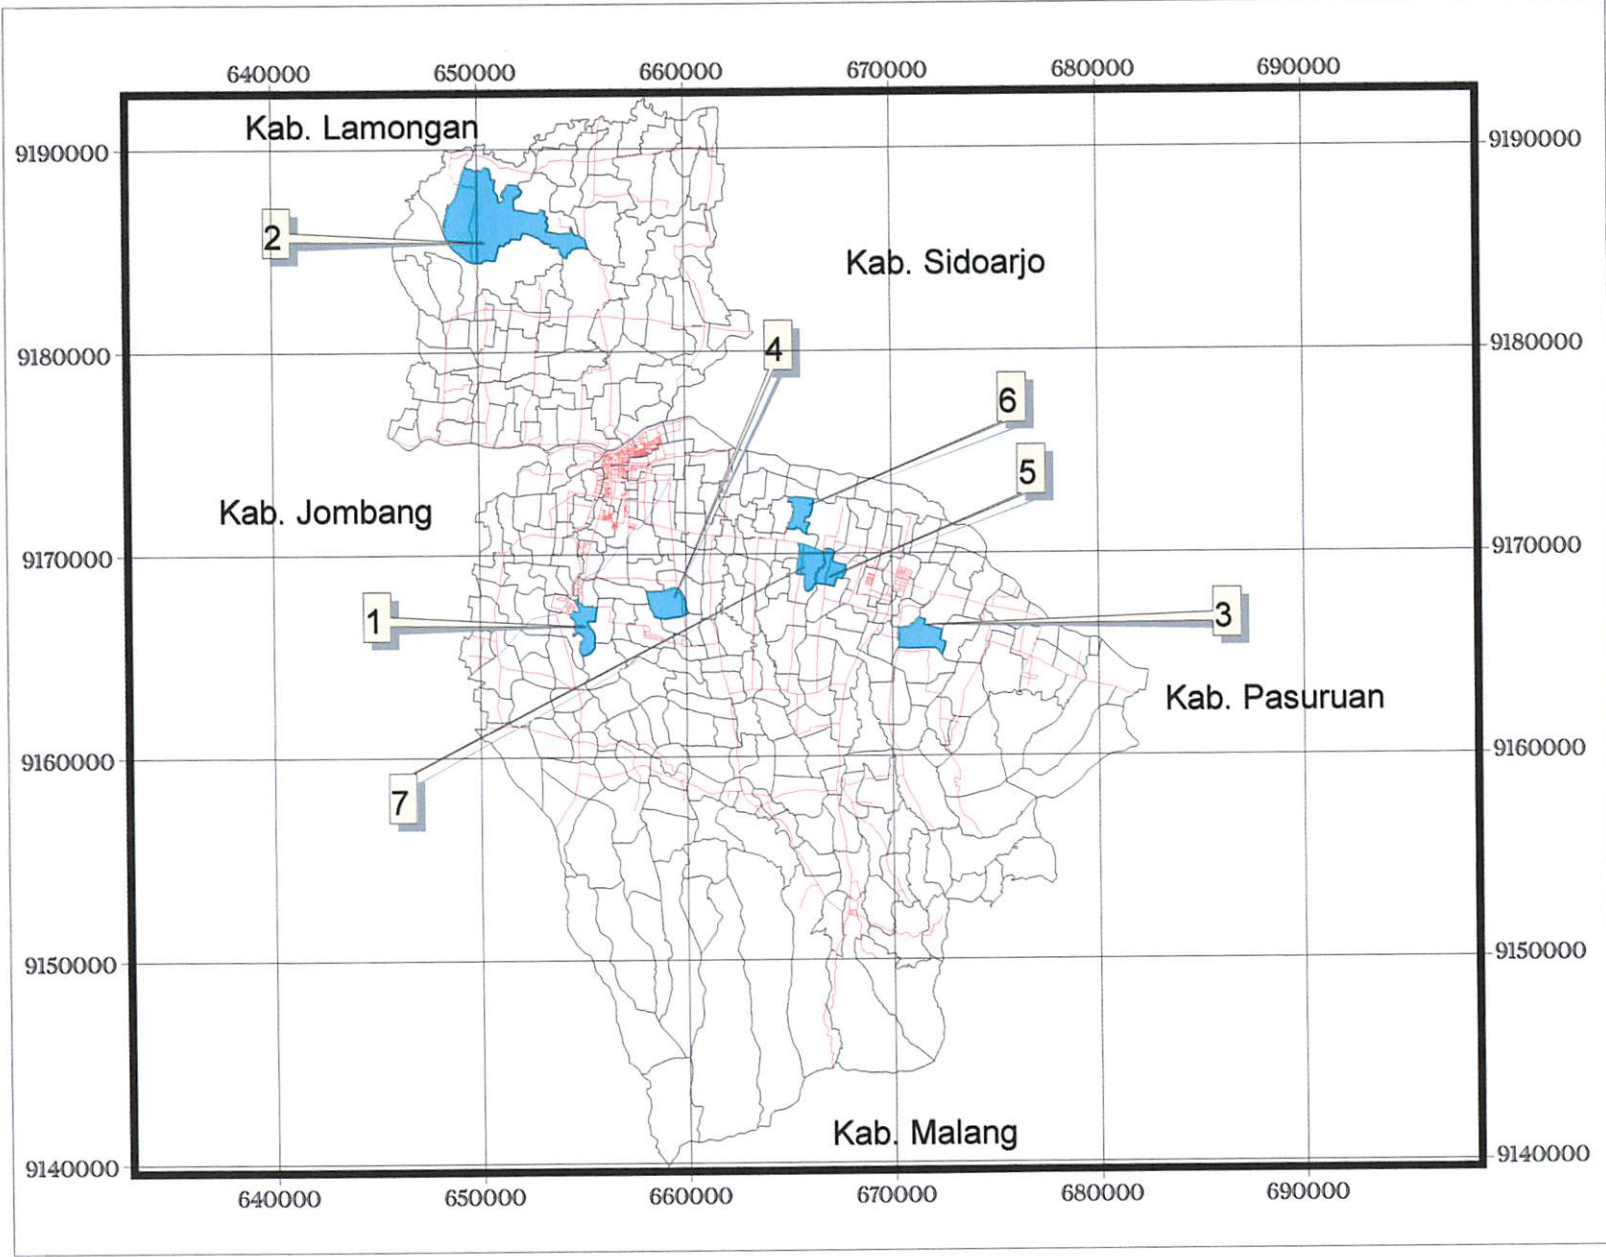 640000 650000 660000 670000 680000 690000
Kab. Lamongan
9190000 9190000
2
Kab. Sidoarjo
9180000 4 9180000
6
5
Kab. Jombang
9170000 9170000
1 3
Kab. Pasuruan
9160000 9160000
7
9150000 9150000
Kab. Malang
9140000 9140000
640000 650000 660000 670000 680000 690000